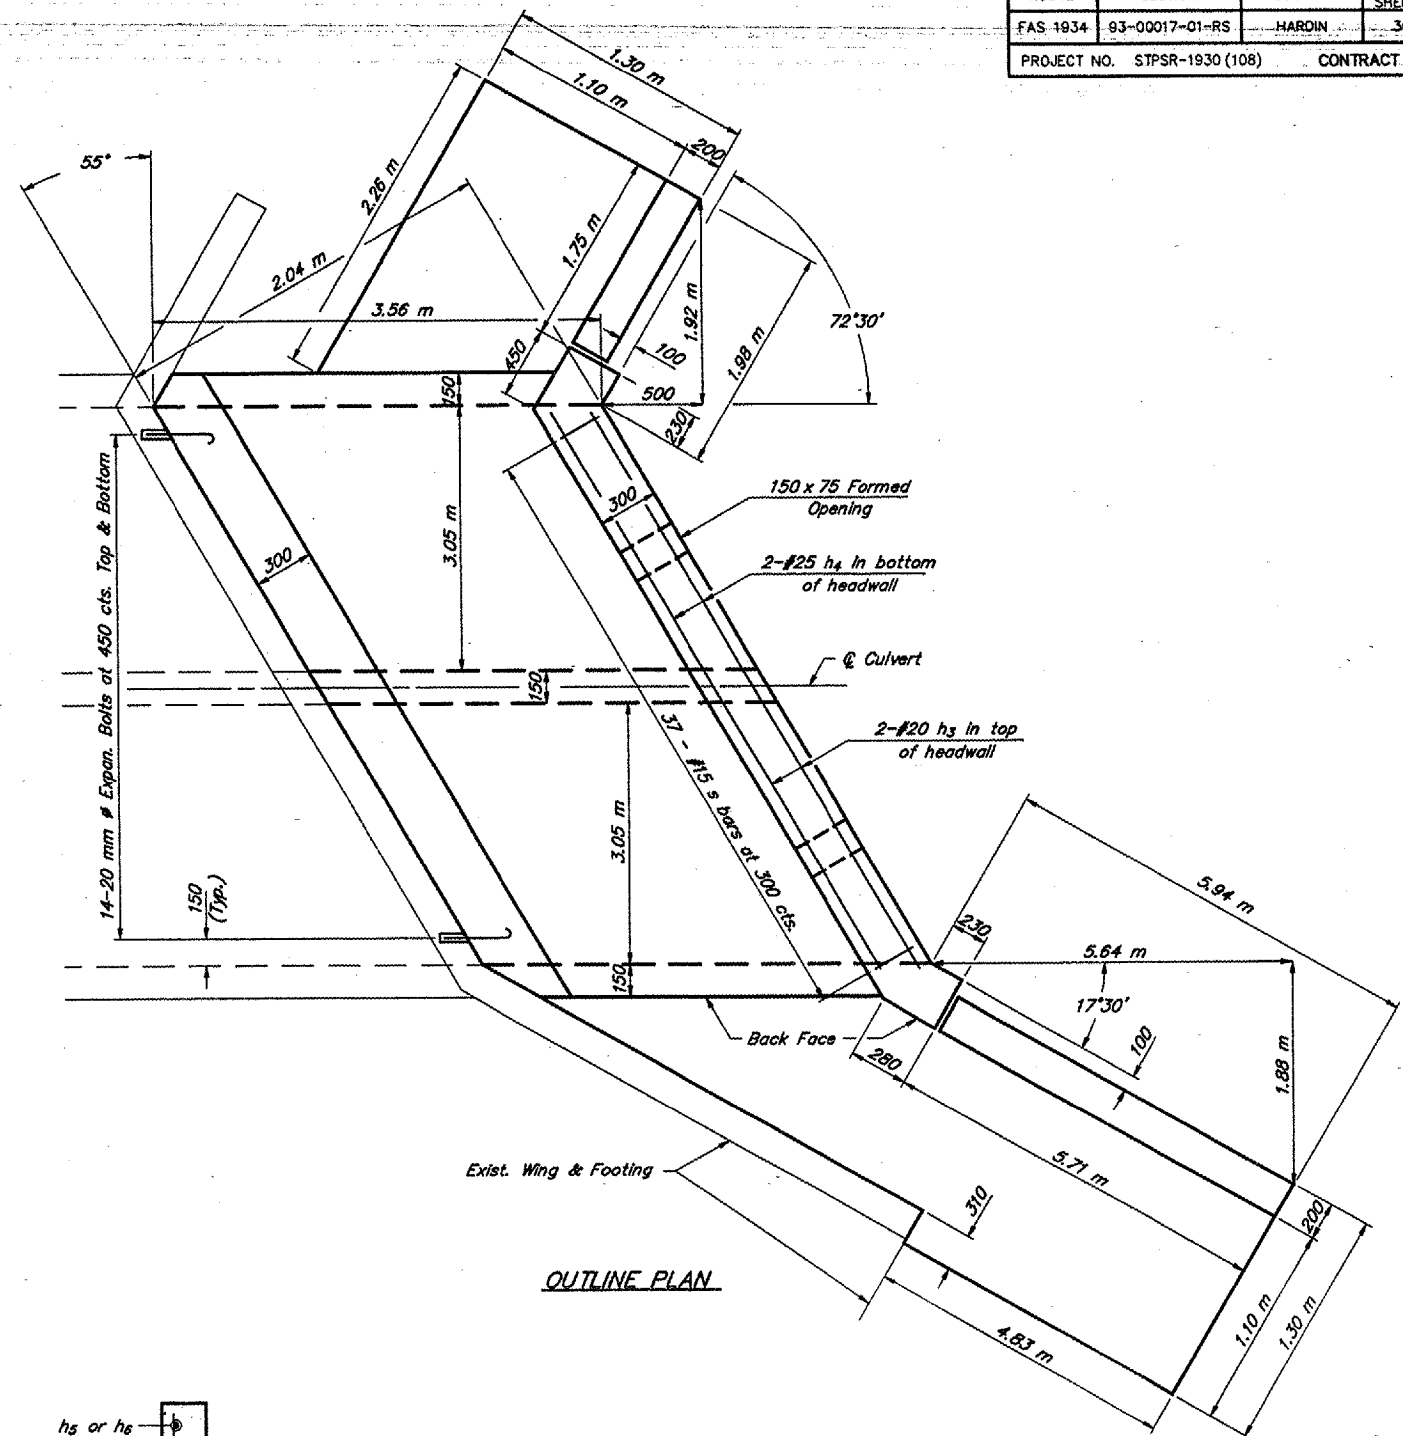 FAS 1934 93-00017-01-RS HARDIN
PROJECT NO. STPSR-1930 (108) CONTRACT
1.30 m
1.10 m
200
55°
2.26 m
2.04 m
1.75 m
3.56 m
1.92 m
72°30'
1.98 m
450
100
150
500
230
14-20 mm ø Expan. Bolts at 450 cts. Top & Bottom
300
3.05 m
300
150 x 75 Formed
Opening
2-#25 h4 in bottom
of headwall
℄ Culvert
150
2-#20 h3 in top
of headwall
37 - #15 s bars at 300 cts.
3.05 m
150
(Typ.)
150
230
5.94 m
5.64 m
17°30'
100
1.88 m
Back Face
280
5.71 m
Exist. Wing & Footing
310
200
1.10 m
1.30 m
4.83 m
OUTLINE PLAN
h5 or h6